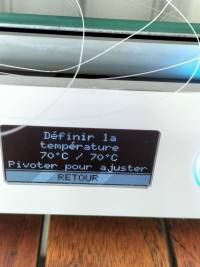 Définir la
température
70°C / 70°C
Pivoter pour ajuster
RETOUR